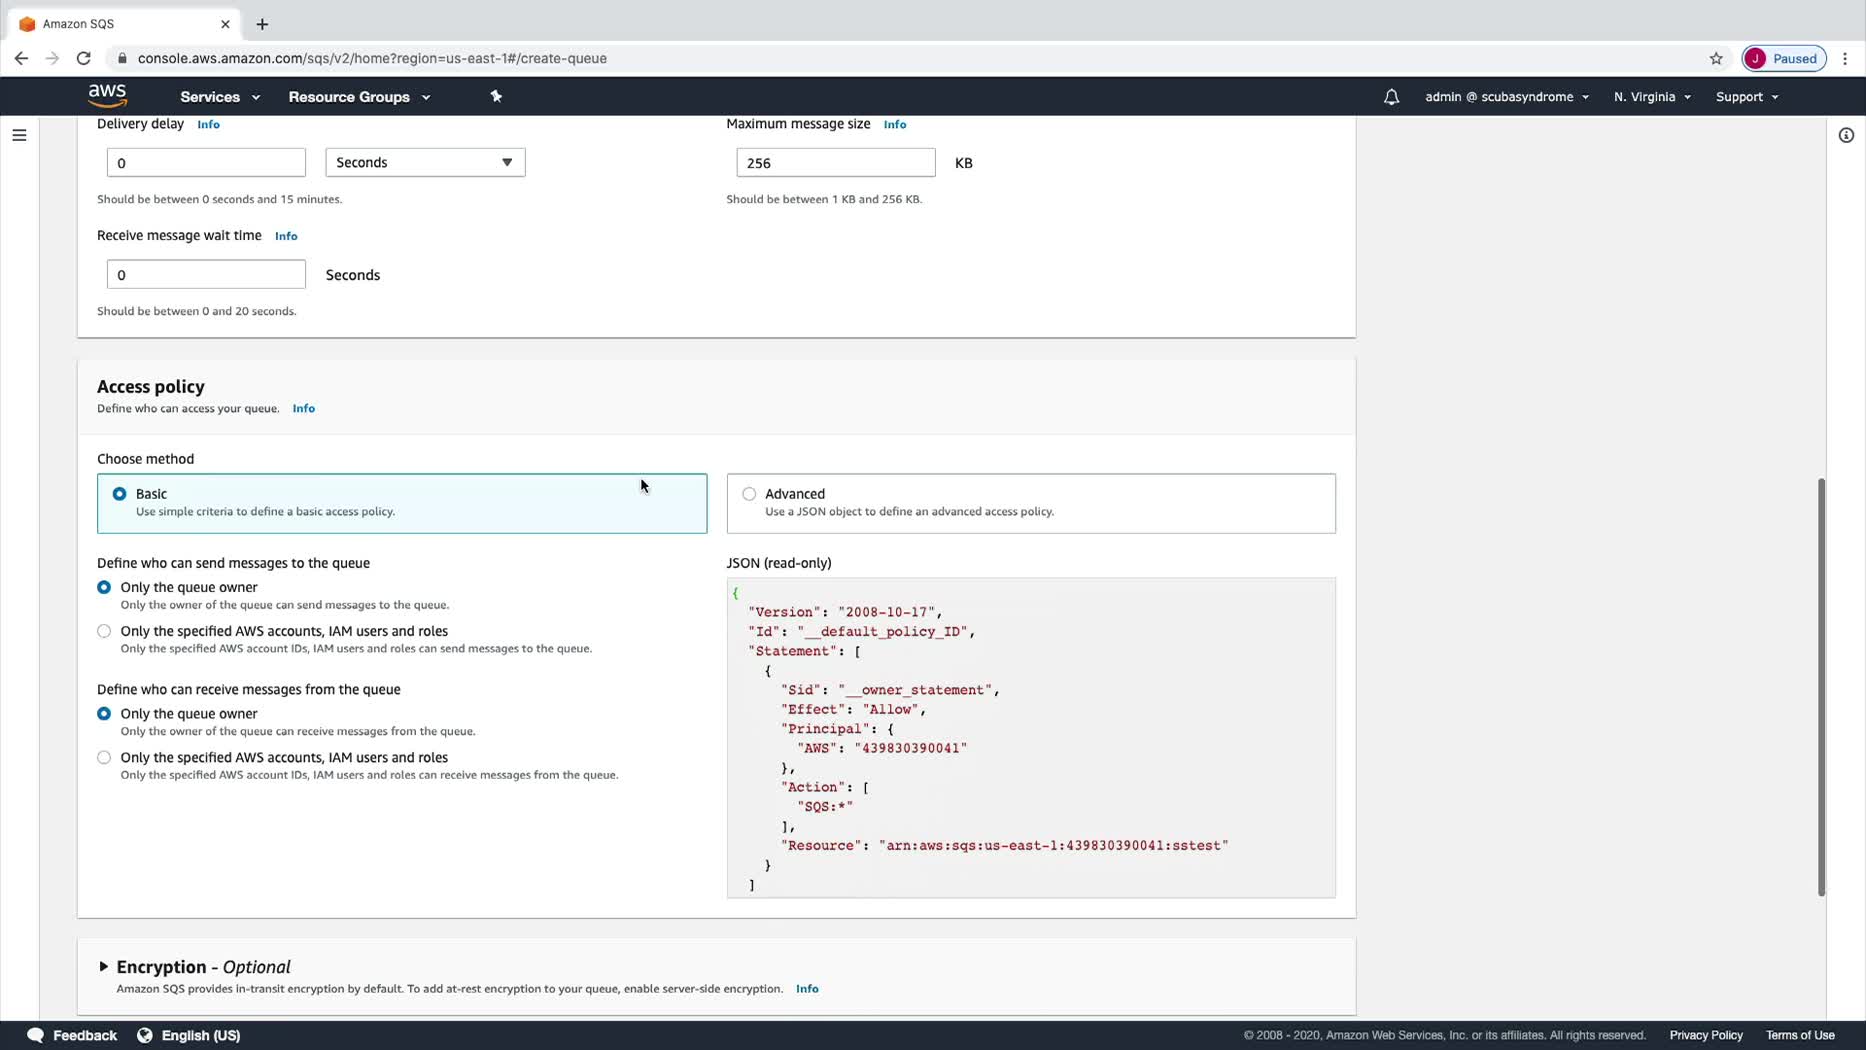 Amazon SQS
console.aws.amazon.com/sqs/v2/home?region=us-east-1#/create-queue
J Paused
aws Services Resource Groups admin @ scubasyndrome N. Virginia Support
Delivery delay Info
0 Seconds
Should be between 0 seconds and 15 minutes.
Maximum message size Info
256 KB
Should be between 1 KB and 256 KB.
Receive message wait time Info
0 Seconds
Should be between 0 and 20 seconds.
Access policy
Define who can access your queue. Info
Choose method
Basic
Use simple criteria to define a basic access policy.
Advanced
Use a JSON object to define an advanced access policy.
Define who can send messages to the queue
Only the queue owner
Only the owner of the queue can send messages to the queue.
Only the specified AWS accounts, IAM users and roles
Only the specified AWS account IDs, IAM users and roles can send messages to the queue.
Define who can receive messages from the queue
Only the queue owner
Only the owner of the queue can receive messages from the queue.
Only the specified AWS accounts, IAM users and roles
Only the specified AWS account IDs, IAM users and roles can receive messages from the queue.
JSON (read-only)
{
"Version": "2008-10-17",
"Id": "__default_policy_ID",
"Statement": [
{
"Sid": "__owner_statement",
"Effect": "Allow",
"Principal": {
"AWS": "439830390041"
},
"Action": [
"SQS:*"
],
"Resource": "arn:aws:sqs:us-east-1:439830390041:sstest"
}
]
Encryption - Optional
Amazon SQS provides in-transit encryption by default. To add at-rest encryption to your queue, enable server-side encryption. Info
Feedback English (US) © 2008 - 2020, Amazon Web Services, Inc. or its affiliates. All rights reserved. Privacy Policy Terms of Use